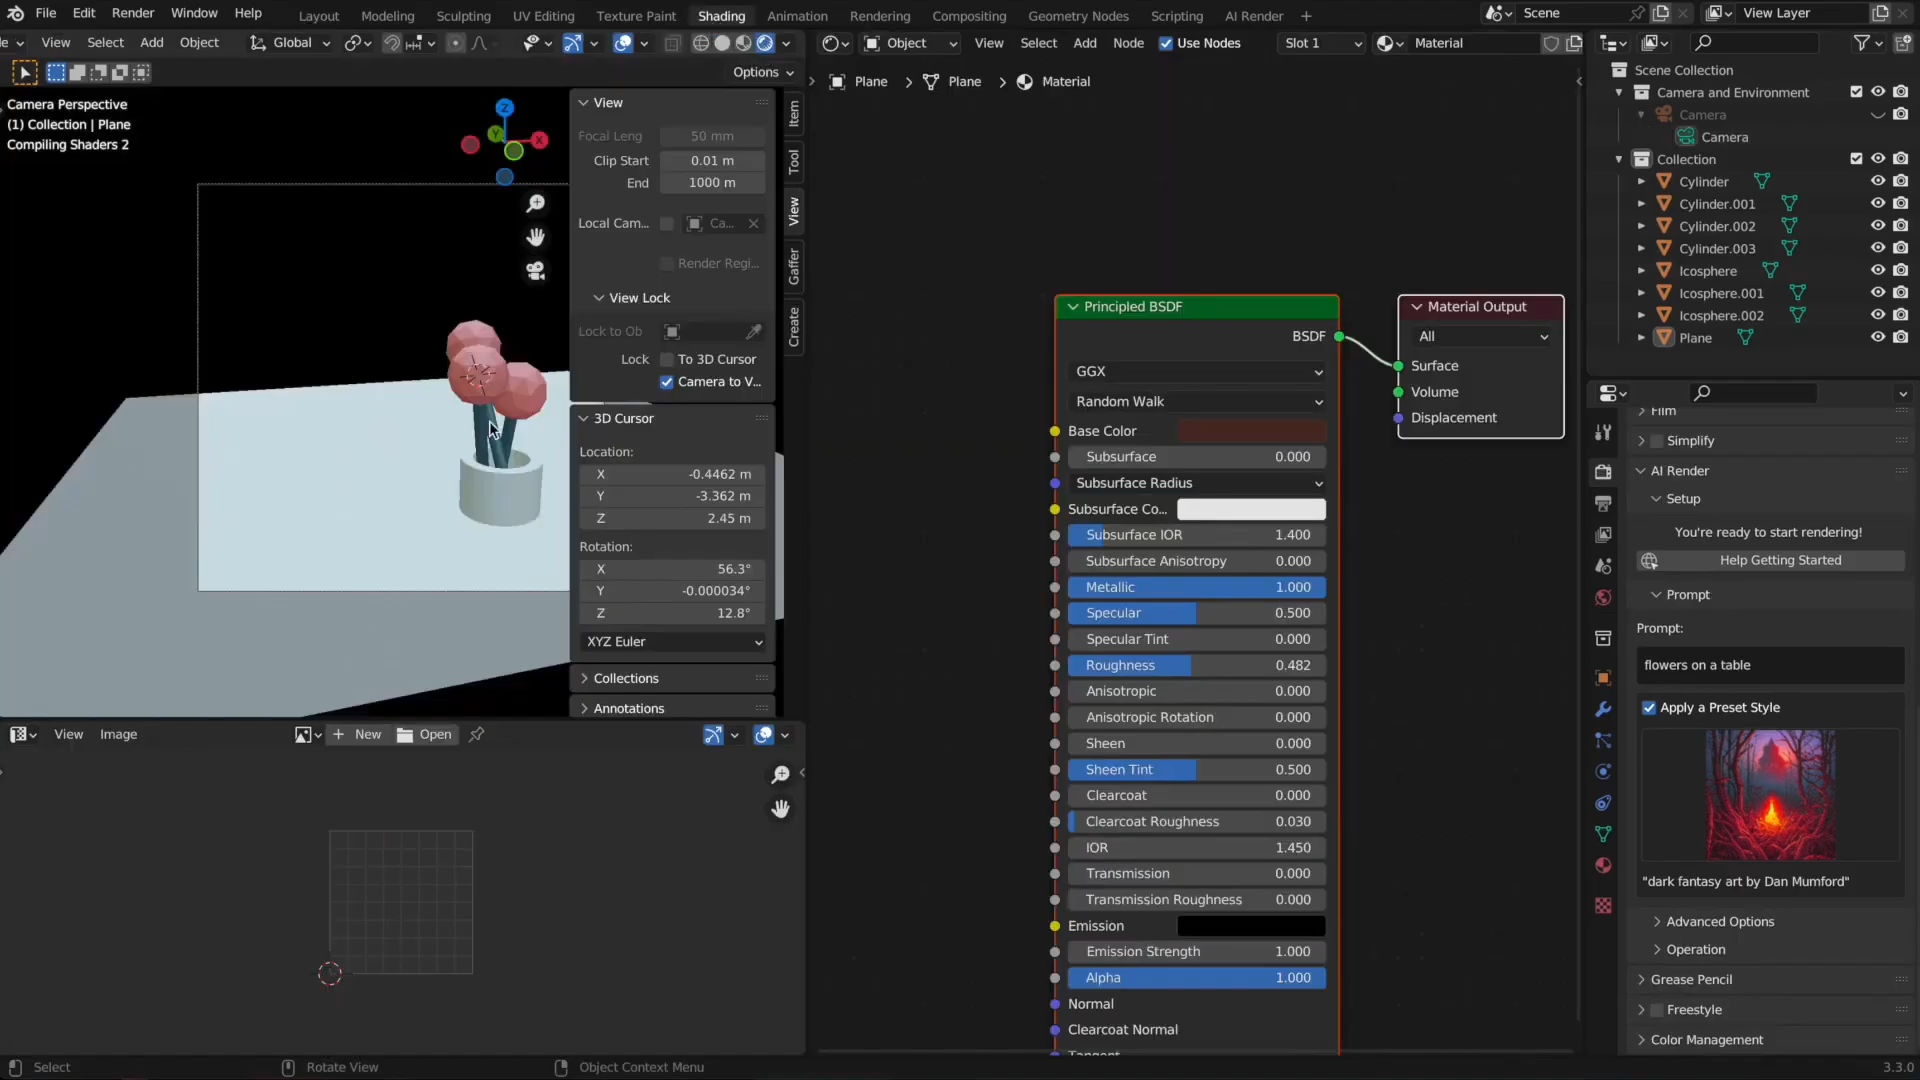 File Edit Render Window Help Layout Modeling Sculpting UV Editing Texture Paint Shading Animation Rendering Compositing Geometry Nodes Scripting AI Render + Scene View Layer
View Select Add Object Global
Object View Select Add Node Use Nodes Slot 1 Material
Options
Plane > Plane > Material
Camera Perspective
(1) Collection | Plane
Compiling Shaders 2
Z
Y
X
View
Focal Leng 50 mm
Clip Start 0.01 m
End 1000 m
Local Cam... Ca...
Render Regi...
View Lock
Lock to Ob
Lock To 3D Cursor
Camera to V...
3D Cursor
Location:
X -0.4462 m
Y -3.362 m
Z 2.45 m
Rotation:
X 56.3°
Y -0.000034°
Z 12.8°
XYZ Euler
Collections
Annotations
Item
Tool
View
Gaffer
Create
View Image New Open
Principled BSDF
BSDF
GGX
Random Walk
Base Color
Subsurface 0.000
Subsurface Radius
Subsurface Co...
Subsurface IOR 1.400
Subsurface Anisotropy 0.000
Metallic 1.000
Specular 0.500
Specular Tint 0.000
Roughness 0.482
Anisotropic 0.000
Anisotropic Rotation 0.000
Sheen 0.000
Sheen Tint 0.500
Clearcoat 0.000
Clearcoat Roughness 0.030
IOR 1.450
Transmission 0.000
Transmission Roughness 0.000
Emission
Emission Strength 1.000
Alpha 1.000
Normal
Clearcoat Normal
Tangent
Material Output
All
Surface
Volume
Displacement
Scene Collection
Camera and Environment
Camera
Camera
Collection
Cylinder
Cylinder.001
Cylinder.002
Cylinder.003
Icosphere
Icosphere.001
Icosphere.002
Plane
Film
Simplify
AI Render
Setup
You're ready to start rendering!
Help Getting Started
Prompt
Prompt:
flowers on a table
Apply a Preset Style
"dark fantasy art by Dan Mumford"
Advanced Options
Operation
Grease Pencil
Freestyle
Color Management
Select Rotate View Object Context Menu 3.3.0